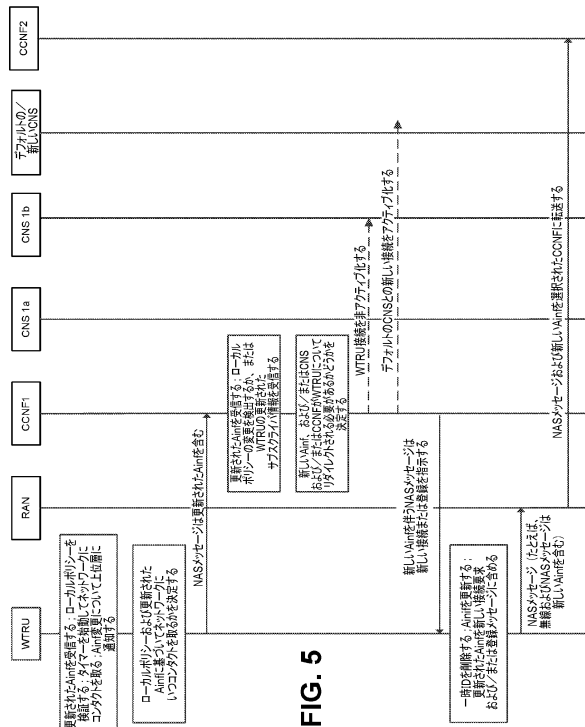 WTRU
RAN
CCNF1
CNS 1a
CNS 1b
デフォルトの／
新しいCNS
CCNF2
更新されたAinfを受信する；ローカルポリシーを
検証する；タイマーを始動してネットワークに
コンタクトを取る；Ainf変更について上位層に
通知する
ローカルポリシーおよび更新された
Ainfに基づいてネットワークに
いつコンタクトを取るかを決定する
NASメッセージは更新されたAinfを含む
更新されたAinfを受信する；ローカル
ポリシーの変更を検出するか、または
WTRUの更新された
サブスクライバ情報を受信する
新しいAinf、および／またはCNS
および／またはCCNFがWTRUについて
リダイレクトされる必要があるかどうかを
決定する
WTRU接続を非アクティブ化する
デフォルトのCNSとの新しい接続をアクティブ化する
新しいAinfを伴うNASメッセージは
新しい接続または登録を指示する
一時IDを削除する；Ainfを更新する；
更新されたAinfを新しい接続要求
および／または登録メッセージに含める
NASメッセージ（たとえば、
無線およびNASメッセージは
新しいAinfを含む）
NASメッセージおよび新しいAinfを選択されたCCNFに転送する
FIG. 5